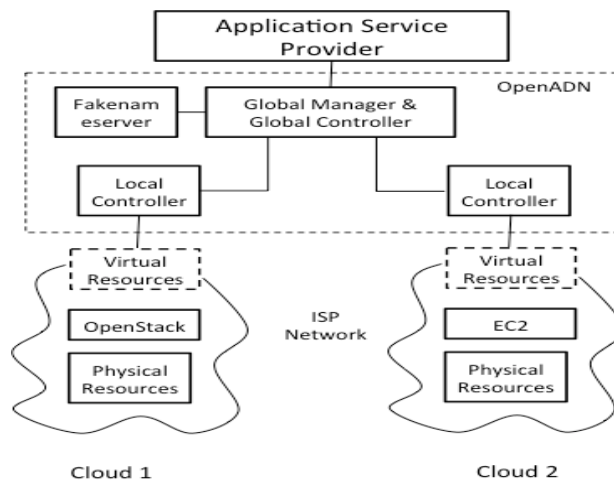 Application Service
Provider
OpenADN
Fakenam
eserver
Global Manager &
Global Controller
Local
Controller
Local
Controller
Virtual
Resources
Virtual
Resources
OpenStack
ISP
Network
EC2
Physical
Resources
Physical
Resources
Cloud 1
Cloud 2